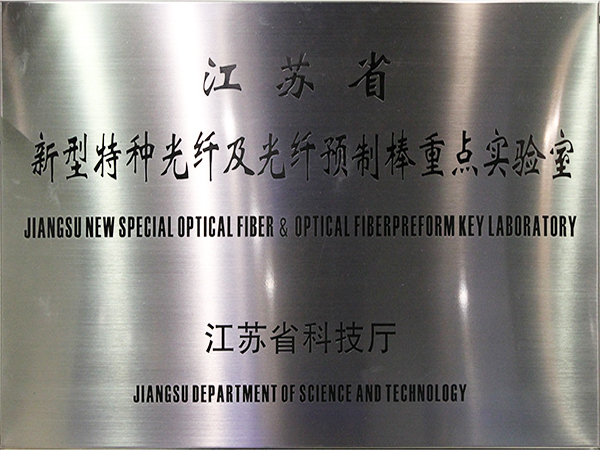 江苏省
新型特种光纤及光纤预制棒重点实验室
JIANGSU NEW SPECIAL OPTICAL FIBER & OPTICAL FIBERPREFORM KEY LABORATORY
江苏省科技厅
JIANGSU DEPARTMENT OF SCIENCE AND TECHNOLOGY